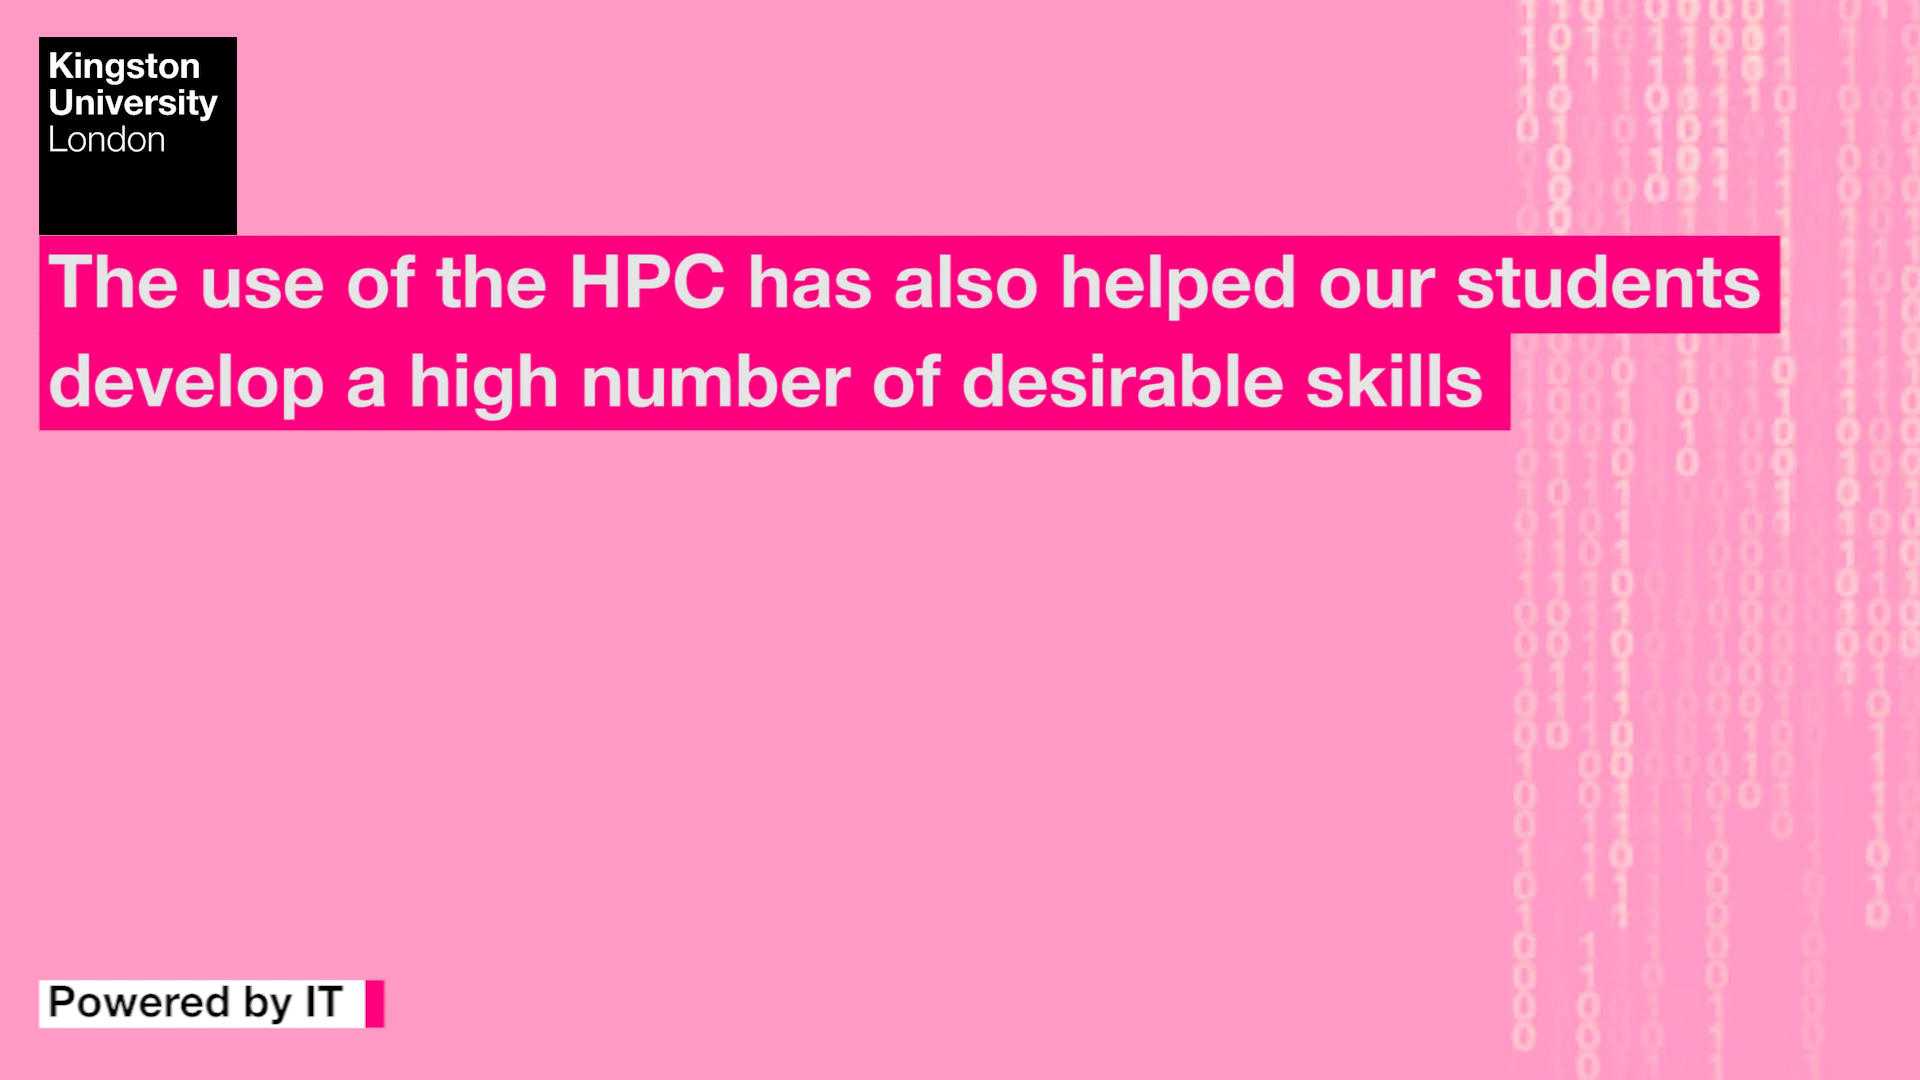 Kingston
University
London
The use of the HPC has also helped our students
develop a high number of desirable skills
Powered by IT